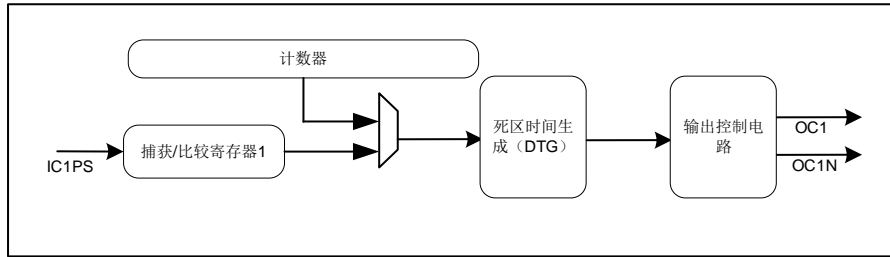 计数器
IC1PS
捕获/比较寄存器1
死区时间生
成（DTG）
输出控制电
路
OC1
OC1N